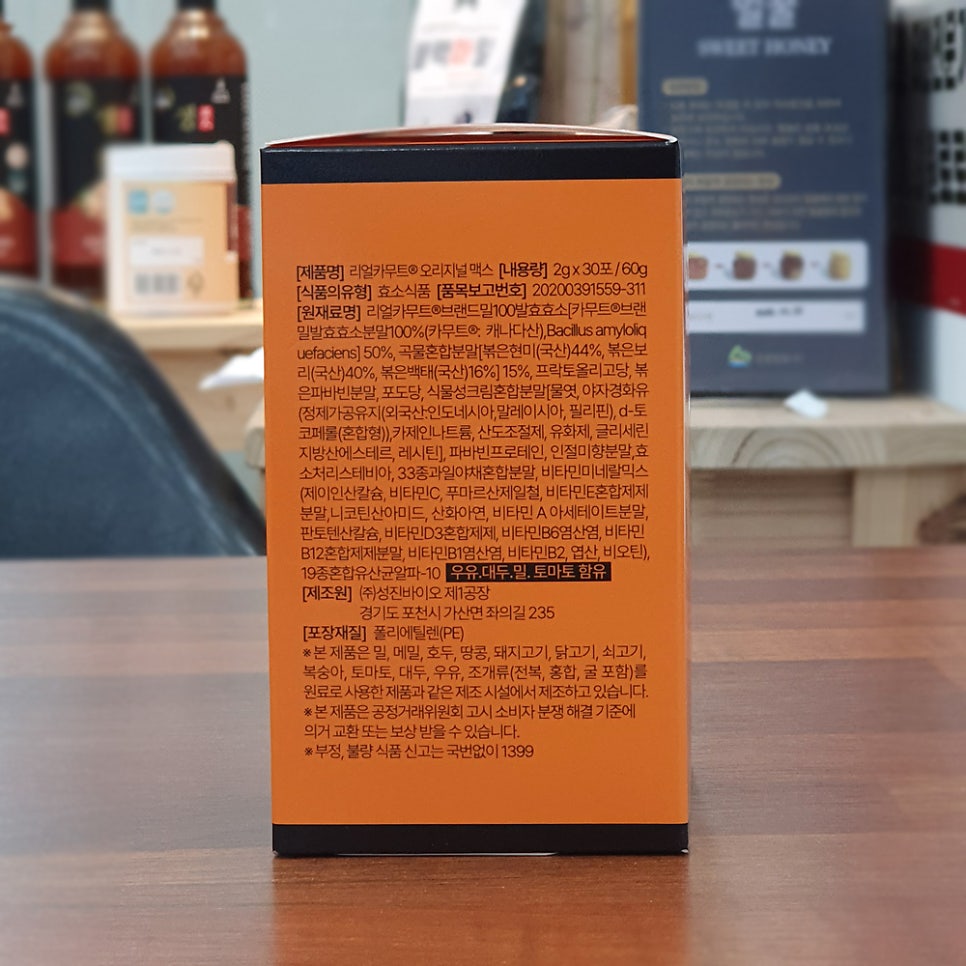 SWEET HONEY
[제품명] 리얼카무트® 오리지널 맥스 [내용량] 2g x 30포 / 60g
[식품의유형] 효소식품 [품목보고번호] 20200391559-311
[원재료명] 리얼카무트®브랜드밀100발효효소[카무트®브랜
밀발효효소분말100%(카무트®: 캐나다산),Bacillus amyloliq
uefaciens] 50%, 곡물혼합분말[볶은현미(국산)44%, 볶은보
리(국산)40%, 볶은백태(국산)16%] 15%, 프락토올리고당, 볶
은파바빈분말, 포도당, 식물성크림혼합분말[물엿, 야자경화유
(정제가공유지(외국산:인도네시아,말레이시아, 필리핀), d-토
코페롤(혼합형)),카제인나트륨, 산도조절제, 유화제, 글리세린
지방산에스테르, 레시틴], 파바빈프로테인, 인절미향분말,효
소처리스테비아, 33종과일야채혼합분말, 비타민미네랄믹스
(제이인산칼슘, 비타민C, 푸마르산제일철, 비타민E혼합제제
분말,니코틴산아미드, 산화아연, 비타민 A 아세테이트분말,
판토텐산칼슘, 비타민D3혼합제제, 비타민B6염산염, 비타민
B12혼합제제분말, 비타민B1염산염, 비타민B2, 엽산, 비오틴),
19종혼합유산균알파-10 우유.대두.밀. 토마토 함유
[제조원] (주)성진바이오 제1공장
경기도 포천시 가산면 좌의길 235
[포장재질] 폴리에틸렌(PE)
※본 제품은 밀, 메밀, 호두, 땅콩, 돼지고기, 닭고기, 쇠고기,
복숭아, 토마토, 대두, 우유, 조개류(전복, 홍합, 굴 포함)를
원료로 사용한 제품과 같은 제조 시설에서 제조하고 있습니다.
※본 제품은 공정거래위원회 고시 소비자 분쟁 해결 기준에
의거 교환 또는 보상 받을 수 있습니다.
※부정, 불량 식품 신고는 국번없이 1399